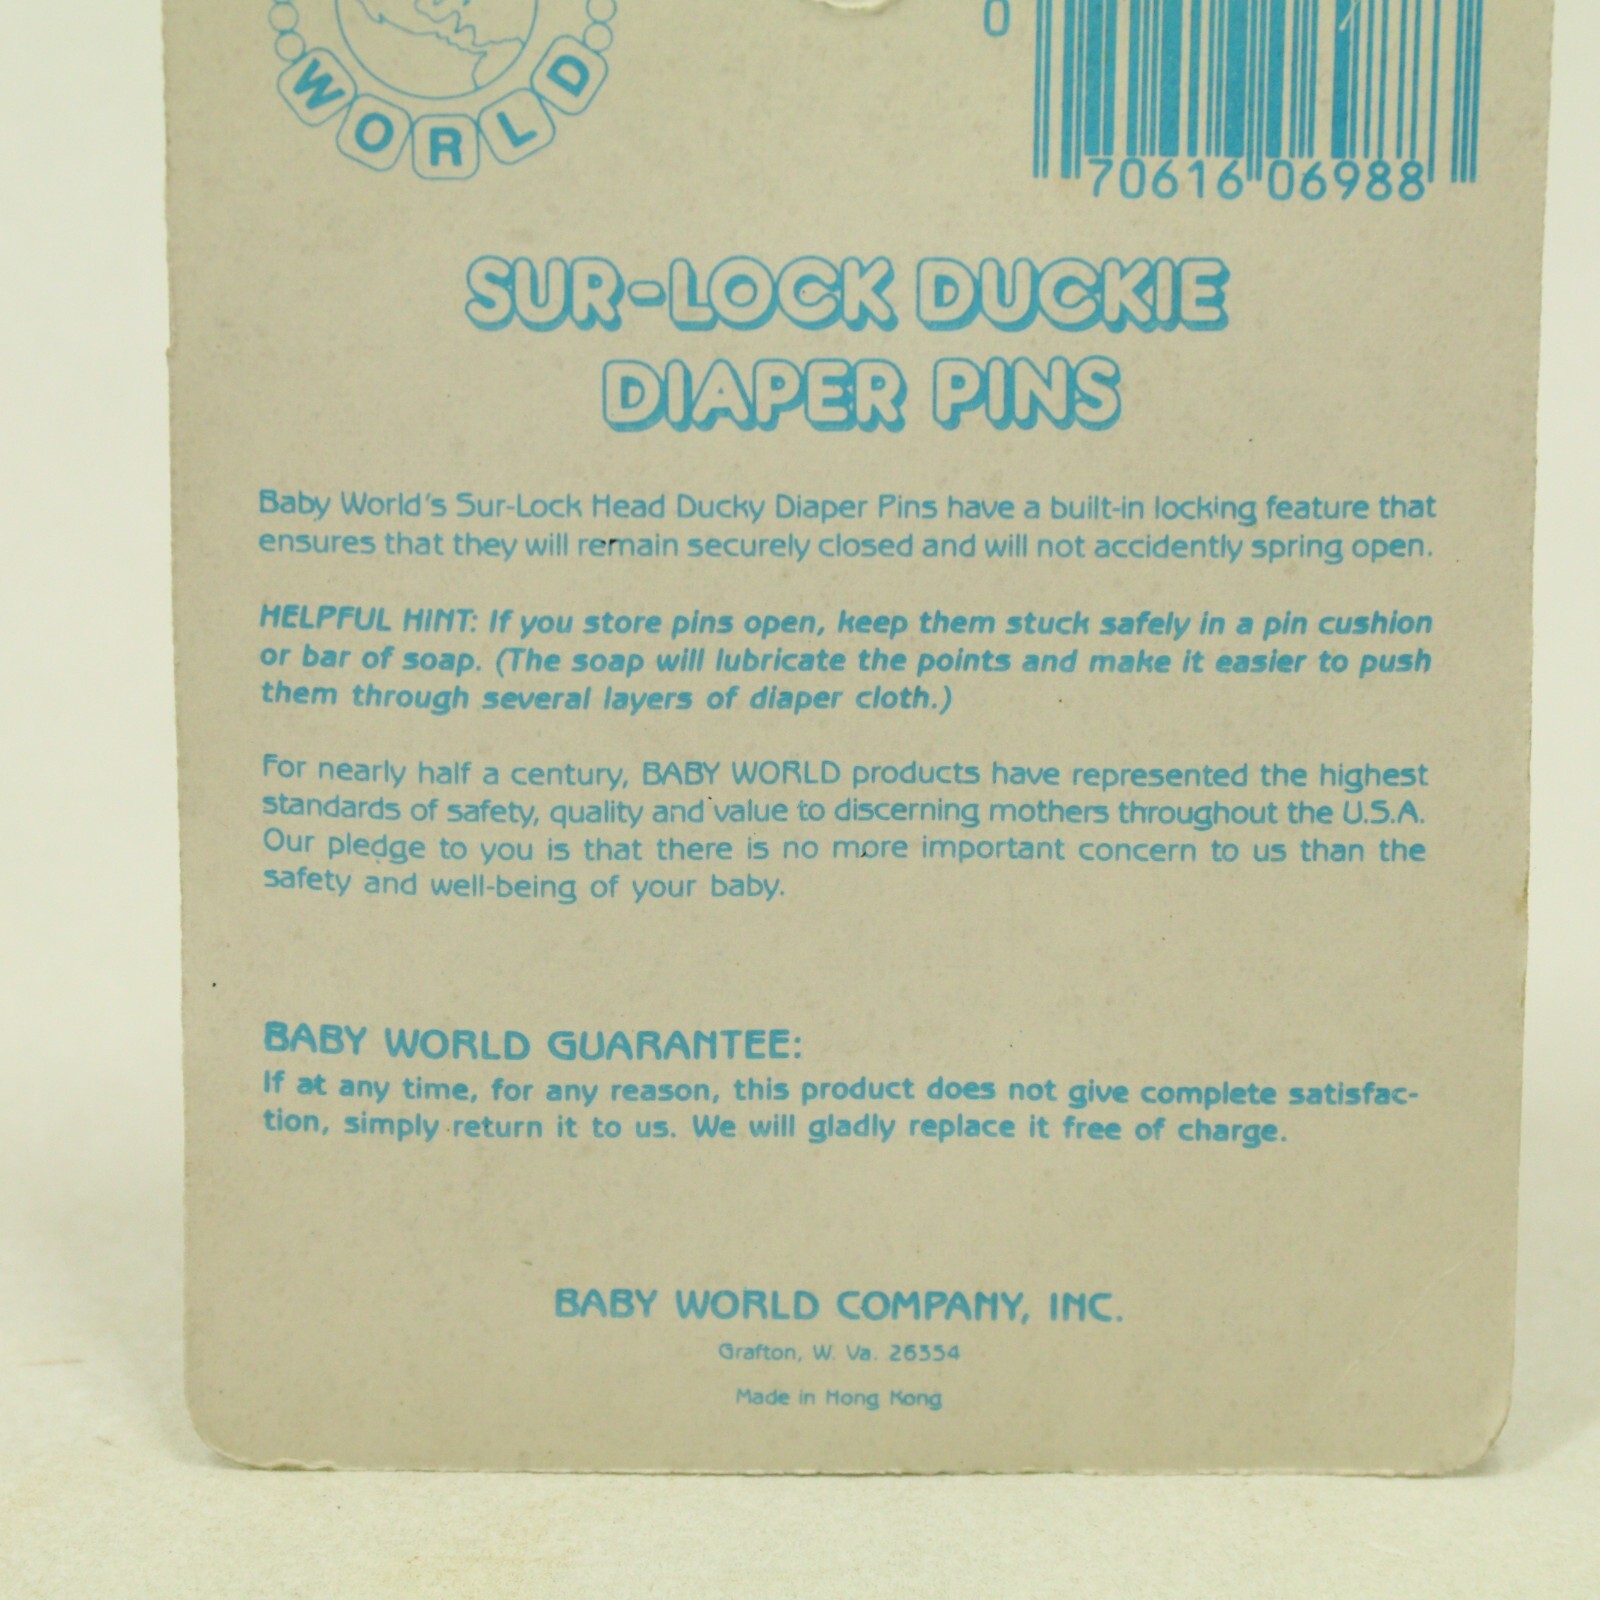 WORLD
0 70616 06988
SUR-LOCK DUCKIE
DIAPER PINS
Baby World's Sur-Lock Head Ducky Diaper Pins have a built-in locking feature that
ensures that they will remain securely closed and will not accidently spring open.
HELPFUL HINT: If you store pins open, keep them stuck safely in a pin cushion
or bar of soap. (The soap will lubricate the points and make it easier to push
them through several layers of diaper cloth.)
For nearly half a century, BABY WORLD products have represented the highest
standards of safety, quality and value to discerning mothers throughout the U.S.A.
Our pledge to you is that there is no more important concern to us than the
safety and well-being of your baby.
BABY WORLD GUARANTEE:
If at any time, for any reason, this product does not give complete satisfac-
tion, simply return it to us. We will gladly replace it free of charge.
BABY WORLD COMPANY, INC.
Grafton, W. Va. 26354
Made in Hong Kong